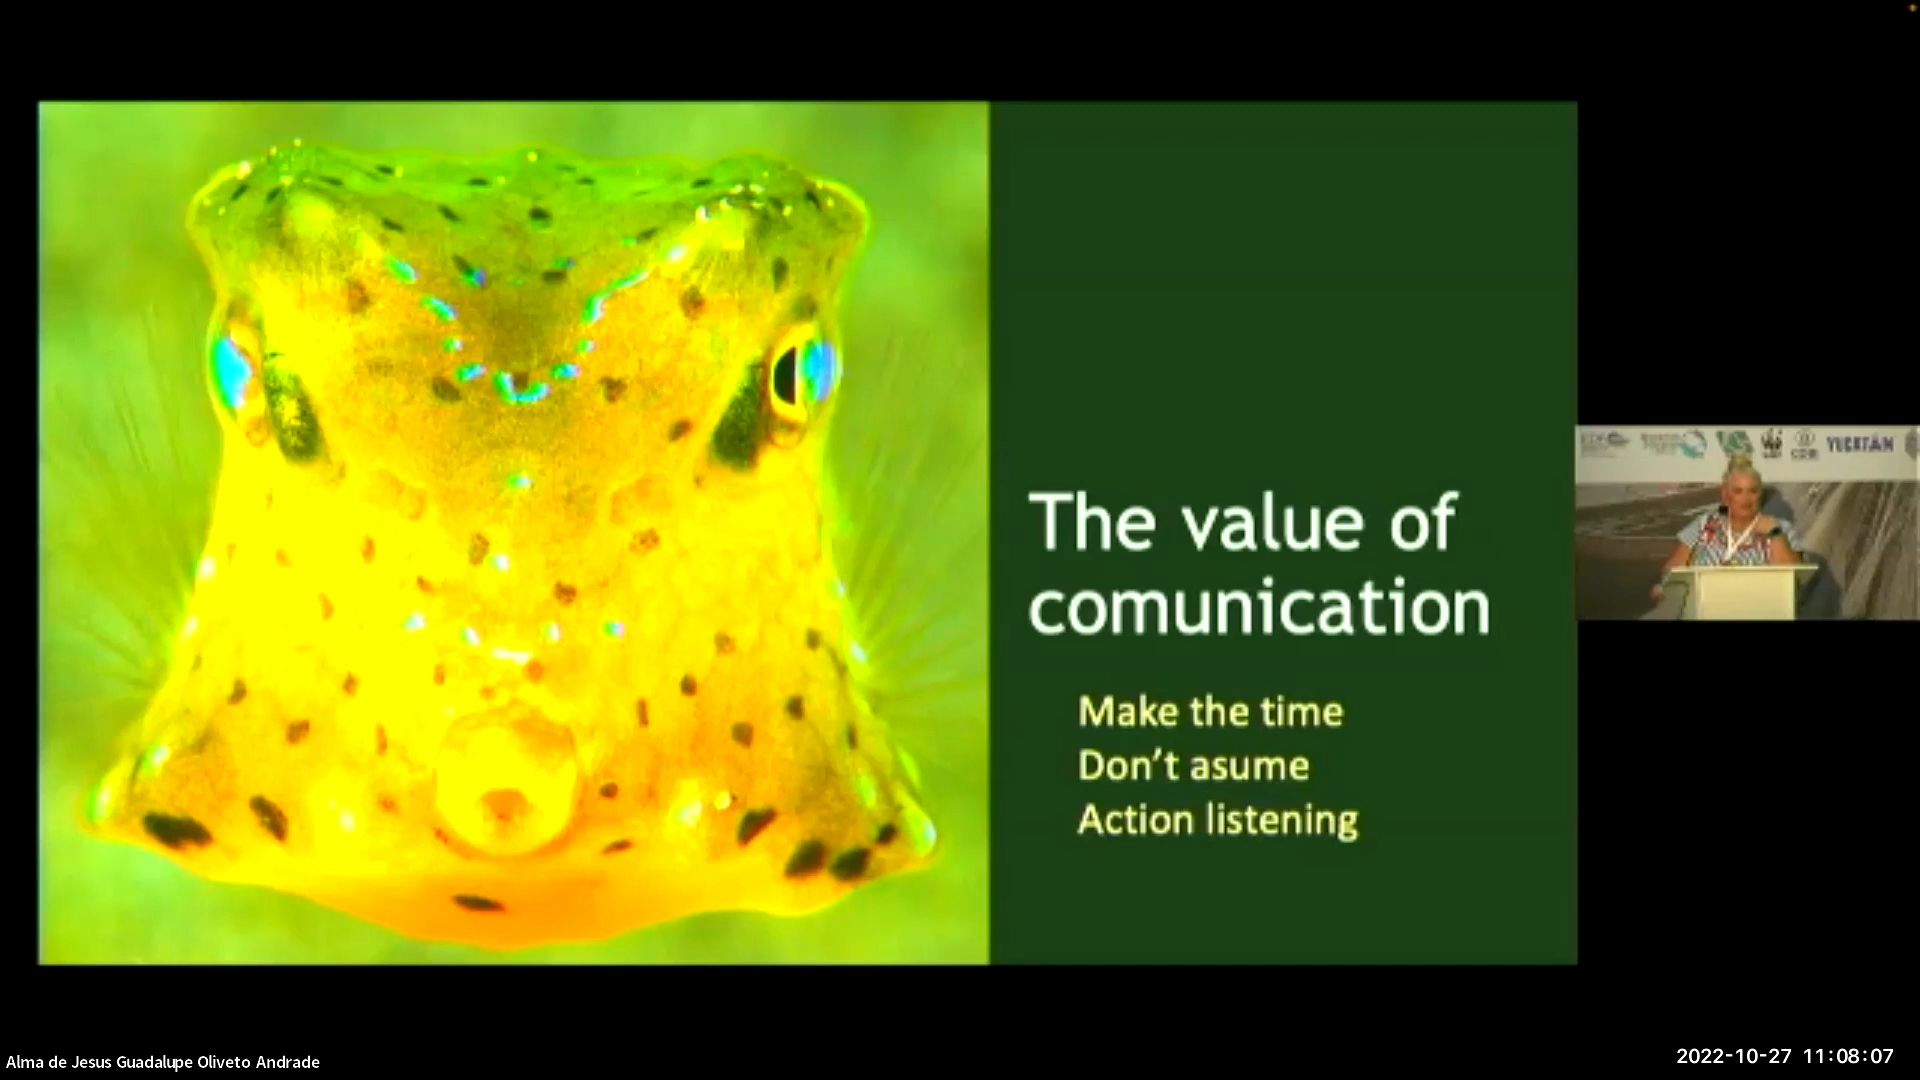 The value of
comunication
Make the time
Don't asume
Action listening
YUCATÁN
Alma de Jesus Guadalupe Oliveto Andrade
2022-10-27 11:08:07